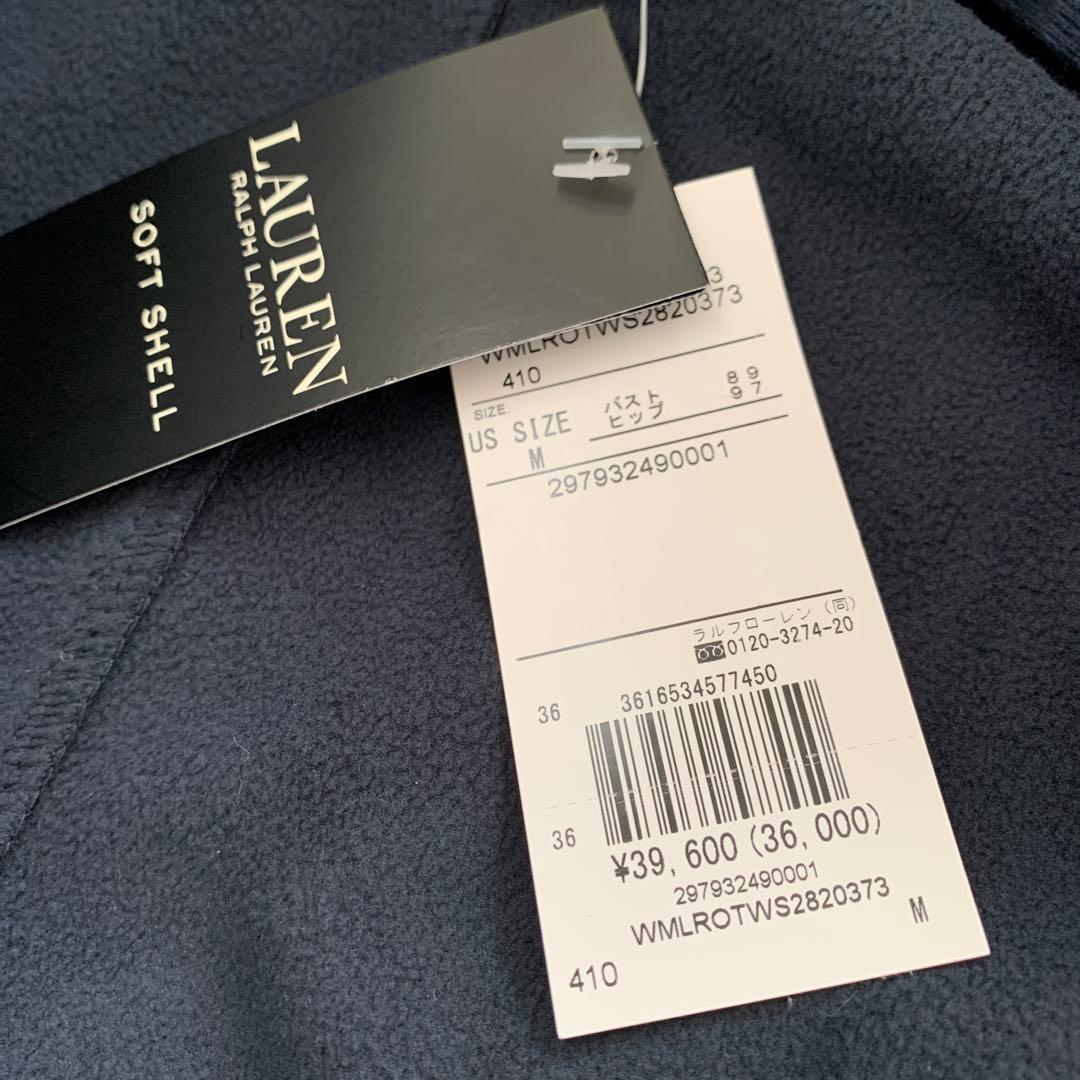 LAUREN
RALPH LAUREN
SOFT SHELL
3
WMLROTWS2820373
410
SIZE.
US SIZE
M
バスト 89
ヒップ 97
297932490001
ラルフローレン (同)
0120-3274-20
36 3616534577450
36 ¥39,600 (36,000)
297932490001
WMLROTWS2820373 M
410